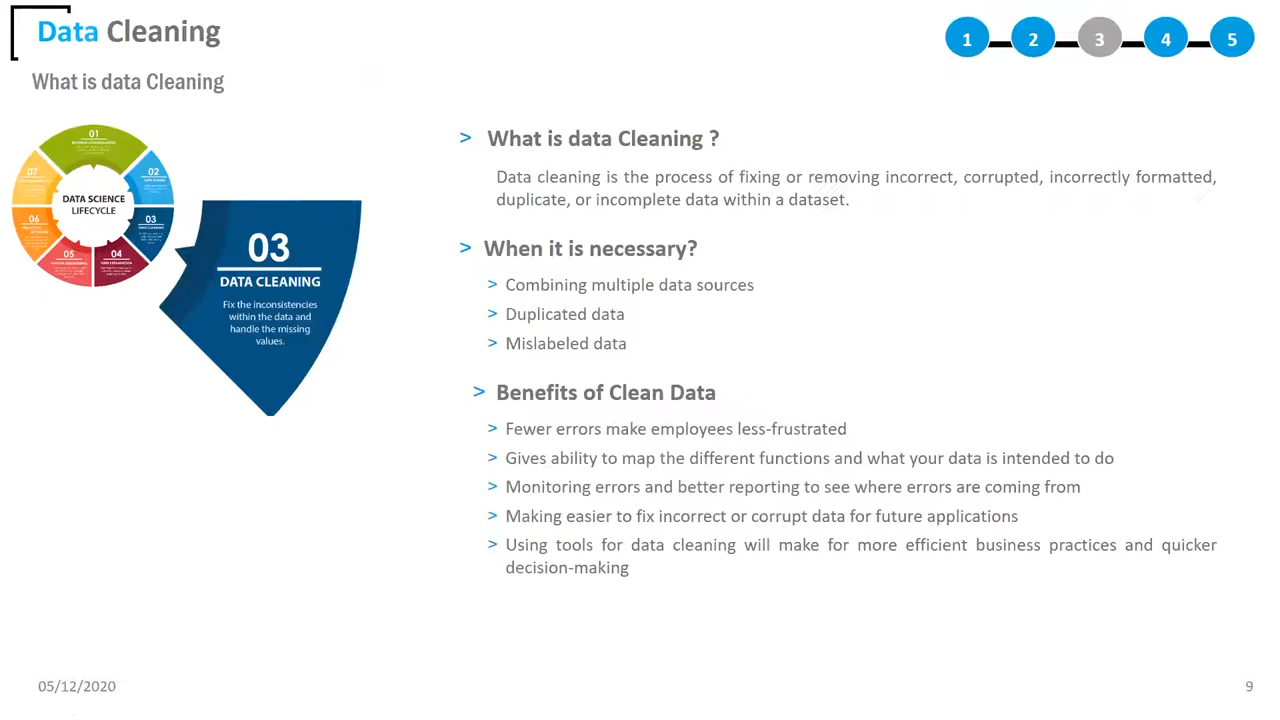 Data Cleaning
1 2 3 4 5
What is data Cleaning
01
02
03
04
05
06
07
DATA SCIENCE
LIFECYCLE
03
DATA CLEANING
Fix the inconsistencies
within the data and
handle the missing
values.
> What is data Cleaning ?
Data cleaning is the process of fixing or removing incorrect, corrupted, incorrectly formatted,
duplicate, or incomplete data within a dataset.
> When it is necessary?
> Combining multiple data sources
> Duplicated data
> Mislabeled data
> Benefits of Clean Data
> Fewer errors make employees less-frustrated
> Gives ability to map the different functions and what your data is intended to do
> Monitoring errors and better reporting to see where errors are coming from
> Making easier to fix incorrect or corrupt data for future applications
> Using tools for data cleaning will make for more efficient business practices and quicker
decision-making
05/12/2020
9